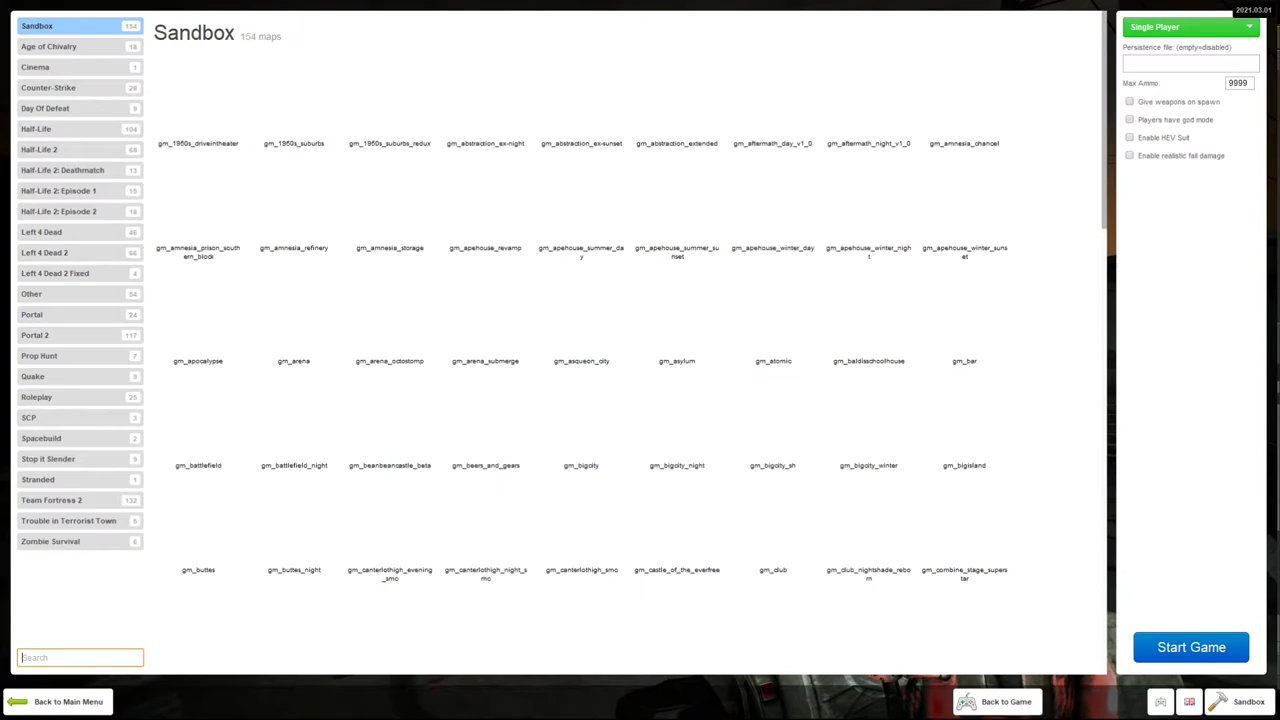 2021.03.01
Sandbox 154
Age of Chivalry 18
Cinema 1
Counter-Strike 28
Day Of Defeat 9
Half-Life 104
Half-Life 2 68
Half-Life 2: Deathmatch 13
Half-Life 2: Episode 1 15
Half-Life 2: Episode 2 18
Left 4 Dead 46
Left 4 Dead 2 66
Left 4 Dead 2 Fixed 4
Other 54
Portal 24
Portal 2 117
Prop Hunt 7
Quake 9
Roleplay 25
SCP 3
Spacebuild 2
Stop it Slender 9
Stranded 1
Team Fortress 2 132
Trouble in Terrorist Town 5
Zombie Survival 6
Search
Sandbox 154 maps
gm_1950s_driveintheater gm_1950s_suburbs gm_1950s_suburbs_redux gm_abstraction_ex-night gm_abstraction_ex-sunset gm_abstraction_extended gm_aftermath_day_v1_0 gm_aftermath_night_v1_0 gm_amnesia_chancel
gm_amnesia_prison_south gm_amnesia_refinery gm_amnesia_storage gm_apehouse_revamp gm_apehouse_summer_da gm_apehouse_summer_su gm_apehouse_winter_day gm_apehouse_winter_nigh gm_apehouse_winter_suns
ern_block y nset t et
gm_apocalypse gm_arena gm_arena_octostomp gm_arena_submerge gm_asqueon_city gm_asylum gm_atomic gm_baldisschoolhouse gm_bar
gm_battlefield gm_battlefield_night gm_beanbeancastle_beta gm_beers_and_gears gm_bigcity gm_bigcity_night gm_bigcity_sh gm_bigcity_winter gm_bigisland
gm_buttes gm_buttes_night gm_canterlothigh_evening gm_canterlothigh_night_s gm_canterlothigh_smc gm_castle_of_the_everfree gm_club gm_club_nightshade_rebo gm_combine_stage_supers
_smc mc rn tar
Single Player
Persistence file: (empty=disabled)
Max Ammo: 9999
Give weapons on spawn
Players have god mode
Enable HEV Suit
Enable realistic fall damage
Start Game
Back to Main Menu
Back to Game
Sandbox